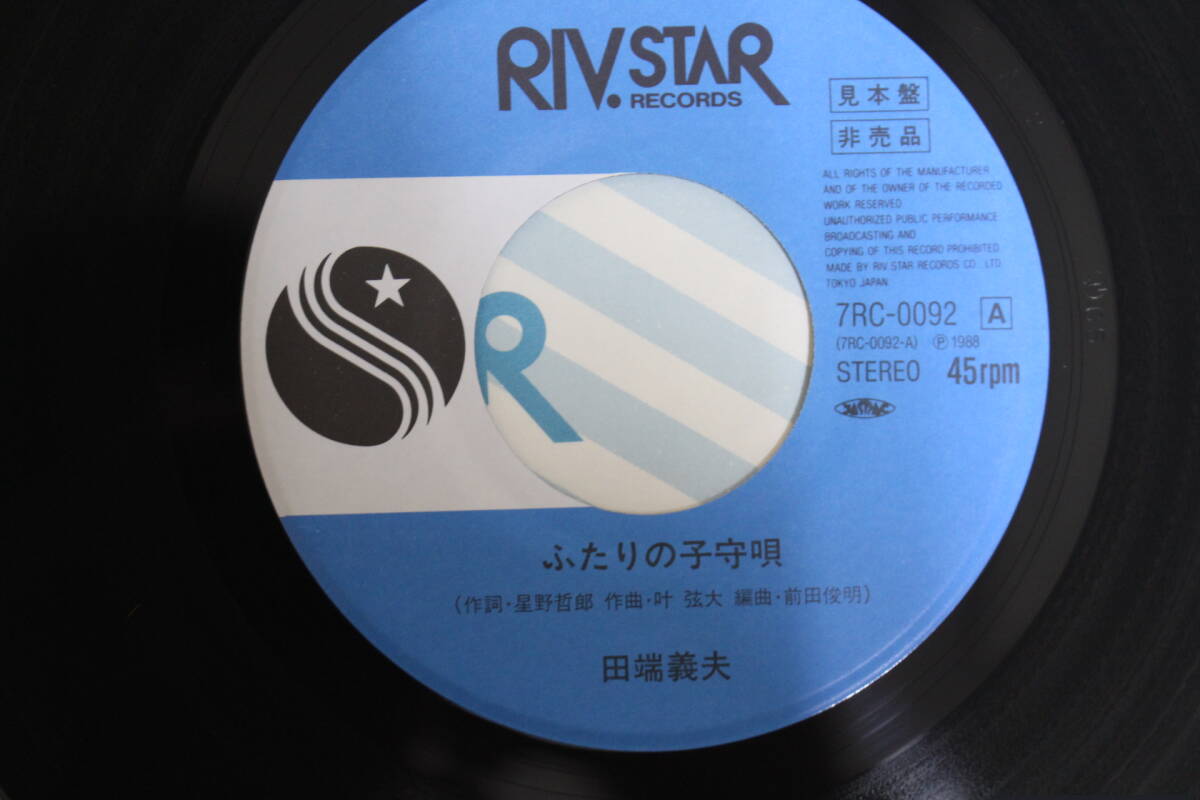 RIV. STAR
RECORDS
見本盤
非売品
ALL RIGHTS OF THE MANUFACTURER
AND OF THE OWNER OF THE RECORDED
WORK RESERVED
UNAUTHORIZED PUBLIC PERFORMANCE
BROADCASTING AND
COPYING OF THIS RECORD PROHIBITED
MADE BY RIV. STAR RECORDS CO. LTD.
TOKYO JAPAN
7RC-0092 A
(7RC-0092-A) Ⓟ 1988
STEREO 45rpm
JASRAC
R
ふたりの子守唄
(作詞・星野哲郎 作曲・叶 弦大 編曲・前田俊明)
田端義夫